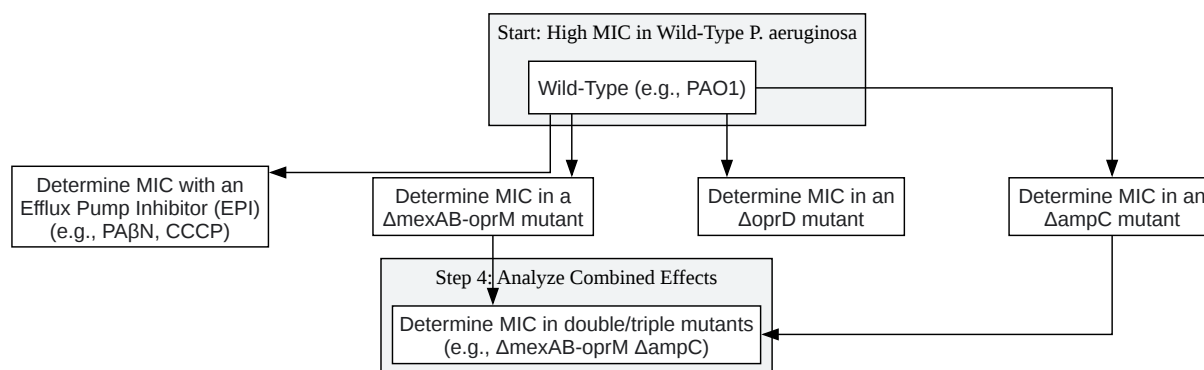 Start: High MIC in Wild-Type P. aeruginosa
Wild-Type (e.g., PAO1)
Determine MIC with an
Efflux Pump Inhibitor (EPI)
(e.g., PAβN, CCCP)
Determine MIC in a
ΔmexAB-oprM mutant
Determine MIC in an
ΔoprD mutant
Determine MIC in an
ΔampC mutant
Step 4: Analyze Combined Effects
Determine MIC in double/triple mutants
(e.g., ΔmexAB-oprM ΔampC)